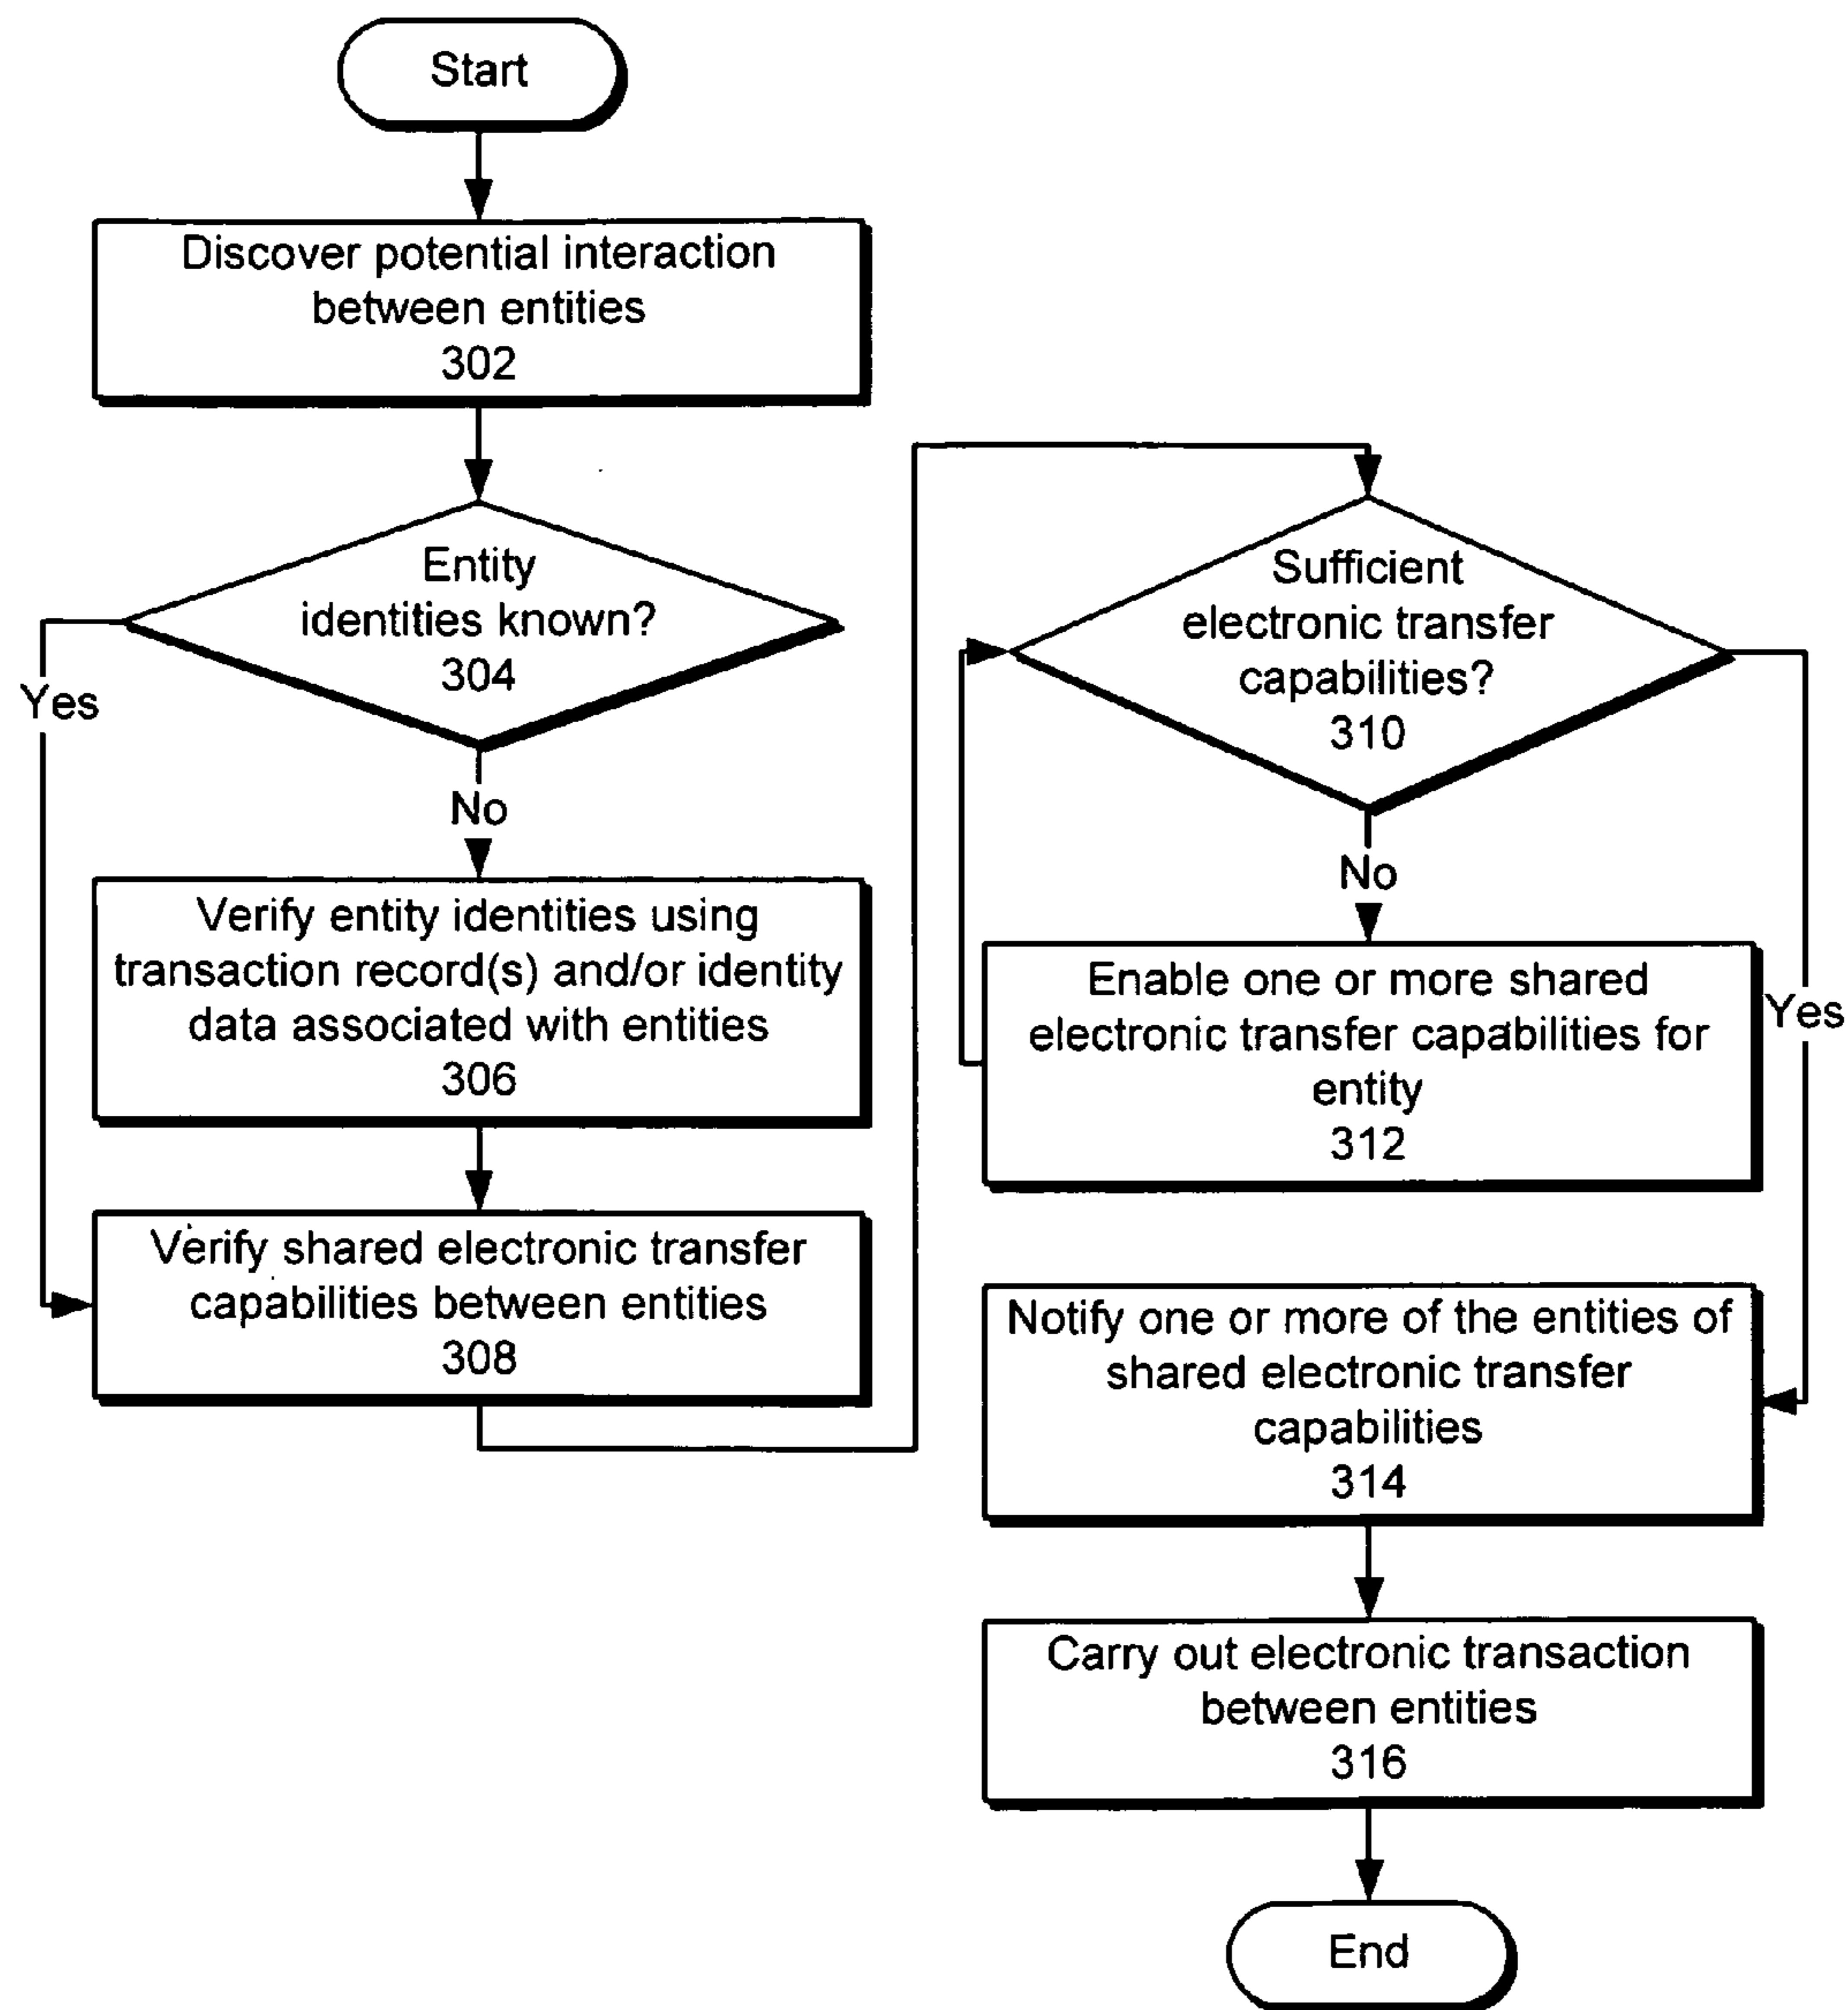 Start
Discover potential interaction
between entities
302
Entity
identities known?
304
Yes
No
Verify entity identities using
transaction record(s) and/or identity
data associated with entities
306
Verify shared electronic transfer
capabilities between entities
308
Sufficient
electronic transfer
capabilities?
310
No
Yes
Enable one or more shared
electronic transfer capabilities for
entity
312
Notify one or more of the entities of
shared electronic transfer
capabilities
314
Carry out electronic transaction
between entities
316
End